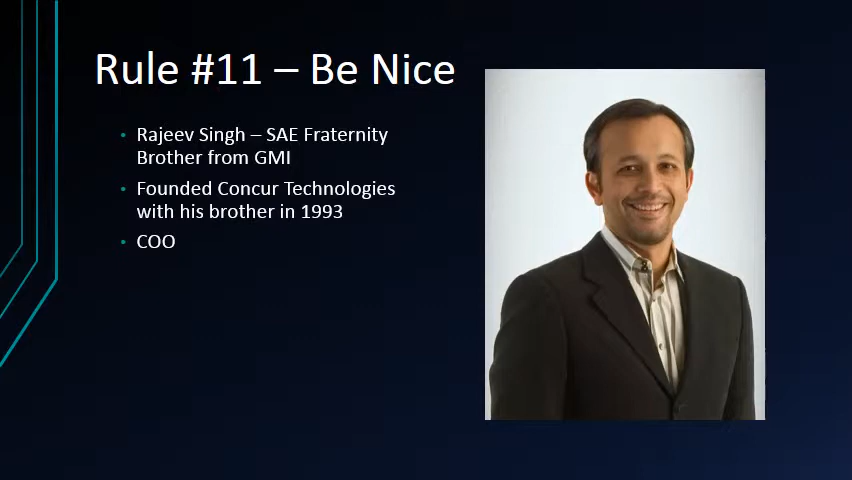 Rule #11 – Be Nice
• Rajeev Singh – SAE Fraternity
Brother from GMI
• Founded Concur Technologies
with his brother in 1993
• COO